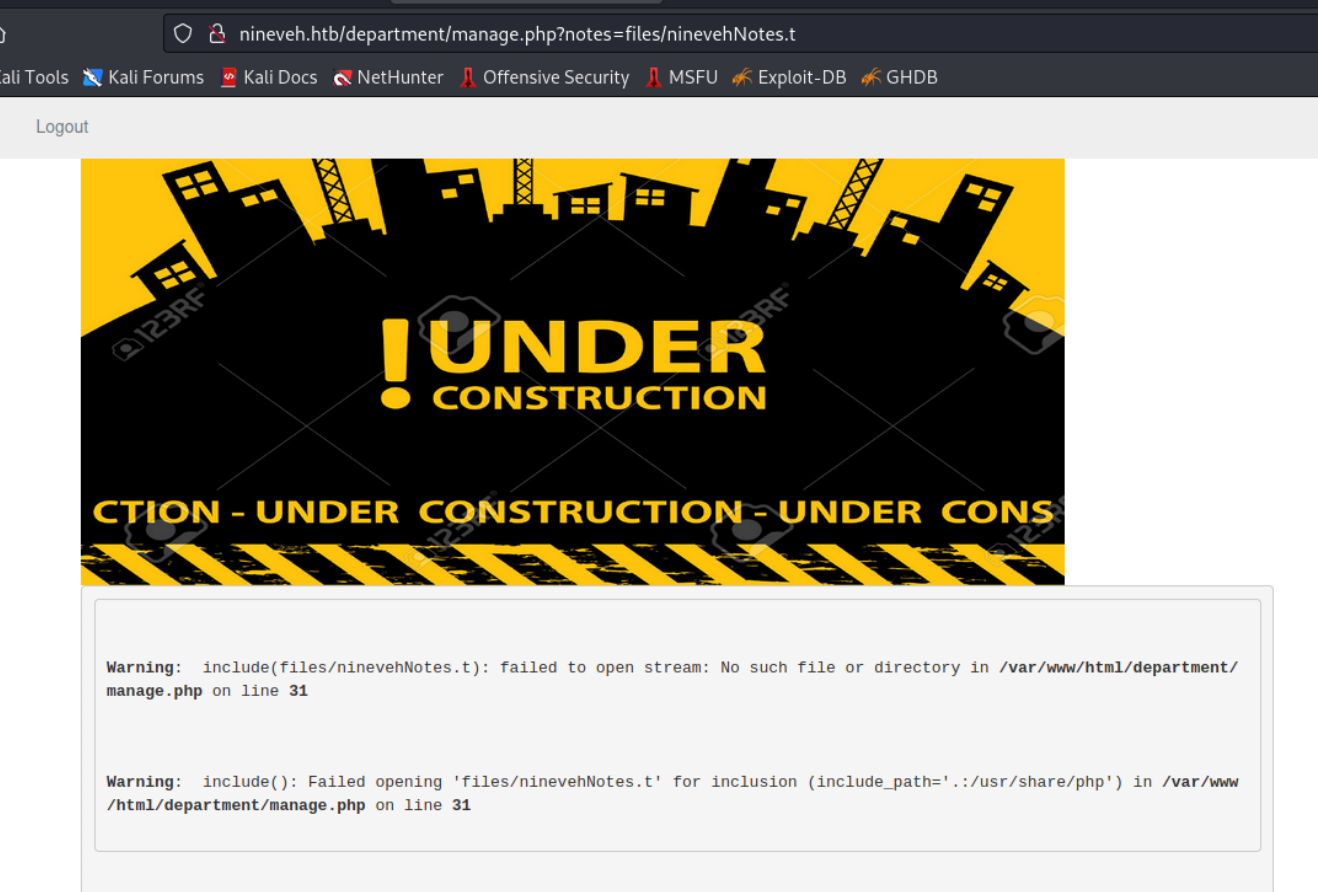 nineveh.htb/department/manage.php?notes=files/ninevehNotes.t
ali Tools Kali Forums Kali Docs NetHunter Offensive Security MSFU Exploit-DB GHDB
Logout
123RF 123RF
! UNDER
CONSTRUCTION
CTION - UNDER CONSTRUCTION - UNDER CONS
123RF 123RF
Warning: include(files/ninevehNotes.t): failed to open stream: No such file or directory in /var/www/html/department/
manage.php on line 31
Warning: include(): Failed opening 'files/ninevehNotes.t' for inclusion (include_path='.:/usr/share/php') in /var/www
/html/department/manage.php on line 31